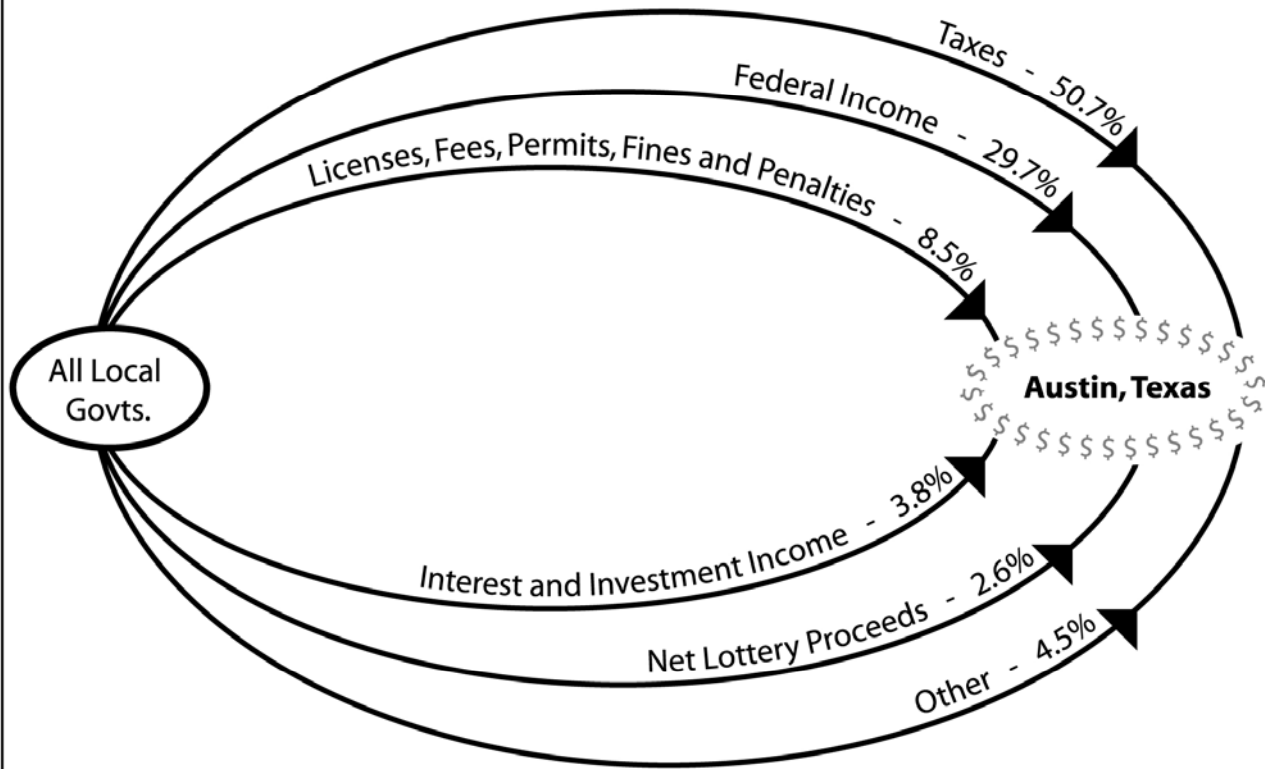 Taxes - 50.7%
Federal Income - 29.7%
Licenses, Fees, Permits, Fines and Penalties - 8.5%
All Local
Govts.
$ $ $ $ $ $ $ $ $ $ $ $ $ $ $ $ $ $ $ $ $ $ $ $ $ $ $ $ $ $ $ $ $
Austin, Texas
Interest and Investment Income - 3.8%
Net Lottery Proceeds - 2.6%
Other - 4.5%